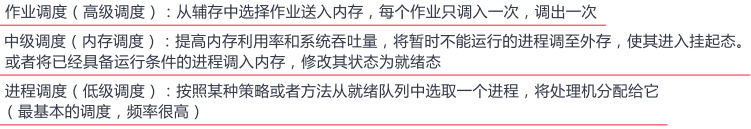 作业调度（高级调度）：从辅存中选择作业送入内存，每个作业只调入一次，调出一次
中级调度（内存调度）：提高内存利用率和系统吞吐量，将暂时不能运行的进程调至外存，使其进入挂起态。
或者将已经具备运行条件的进程调入内存，修改其状态为就绪态
进程调度（低级调度）：按照某种策略或者方法从就绪队列中选取一个进程，将处理机分配给它
（最基本的调度，频率很高）